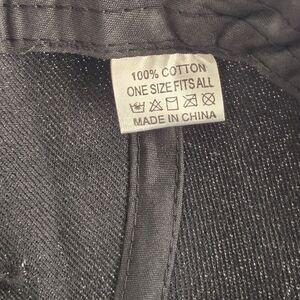 100% COTTON
ONE SIZE FITS ALL
MADE IN CHINA